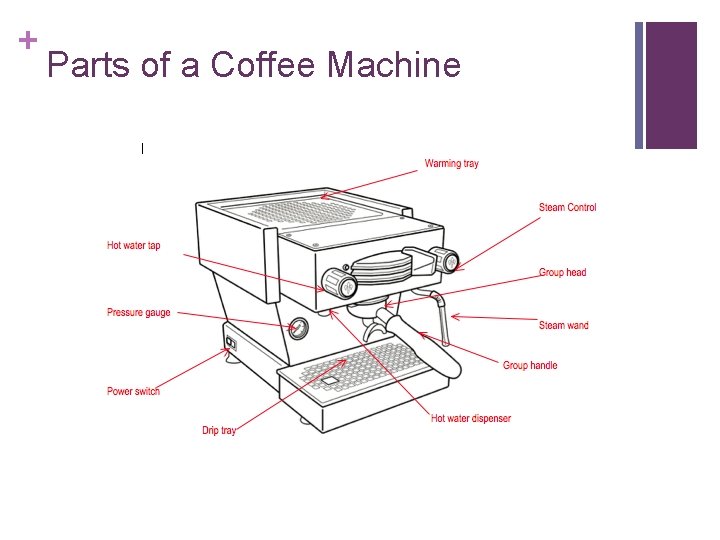 +
Parts of a Coffee Machine
Warming tray
Steam Control
Hot water tap
Group head
Pressure gauge
Steam wand
Group handle
Power switch
Hot water dispenser
Drip tray